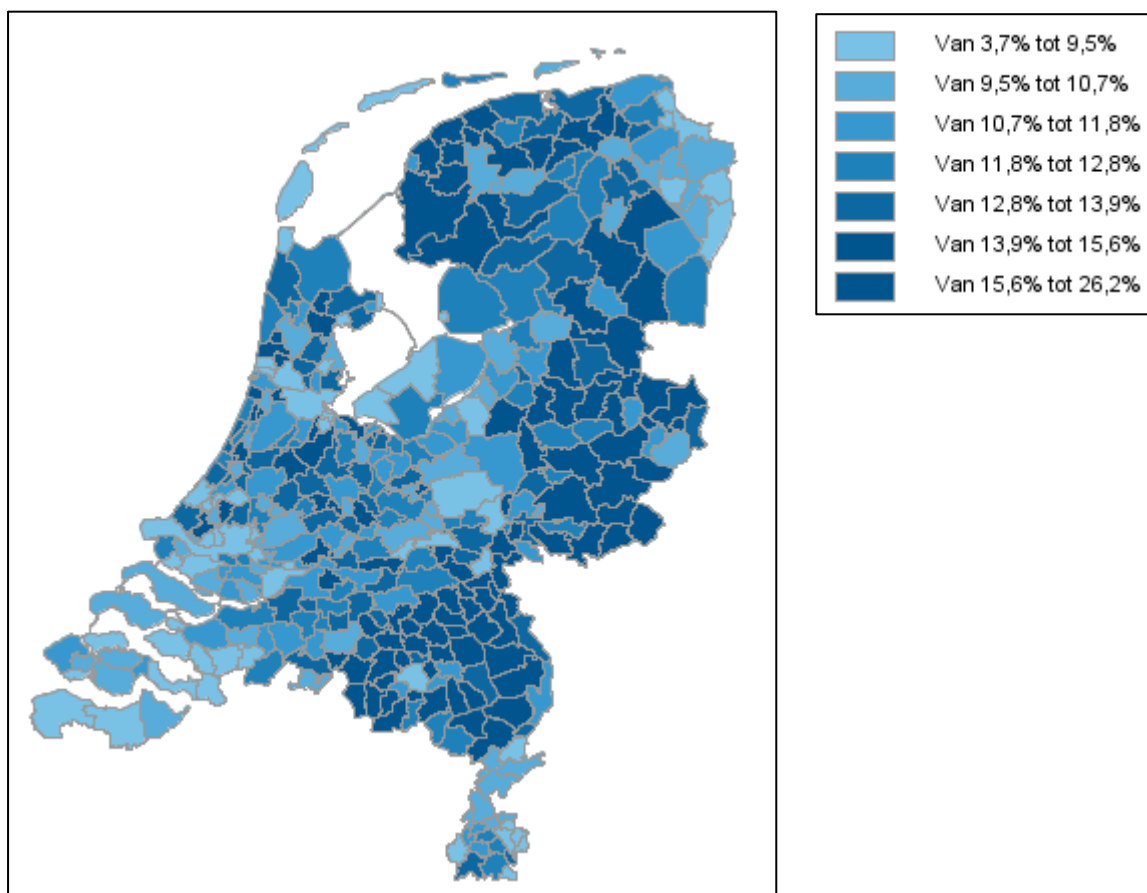 Van 3,7% tot 9,5%
Van 9,5% tot 10,7%
Van 10,7% tot 11,8%
Van 11,8% tot 12,8%
Van 12,8% tot 13,9%
Van 13,9% tot 15,6%
Van 15,6% tot 26,2%